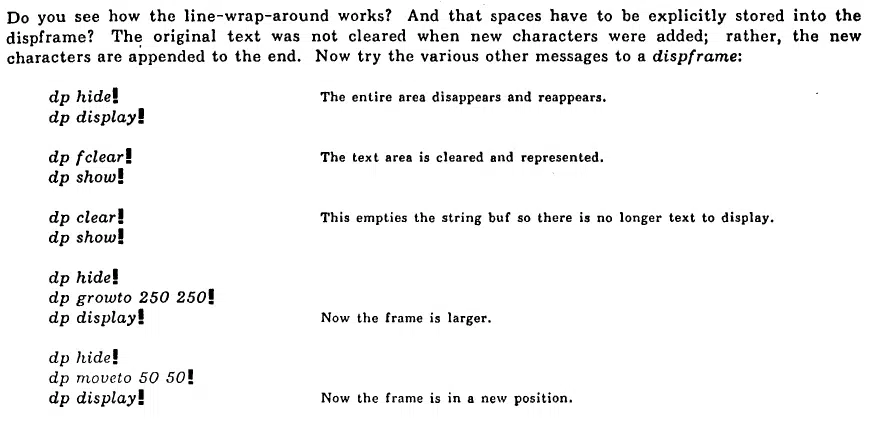 Do you see how the line-wrap-around works? And that spaces have to be explicitly stored into the
dispframe? The original text was not cleared when new characters were added; rather, the new
characters are appended to the end. Now try the various other messages to a dispframe:
dp hide! The entire area disappears and reappears.
dp display!
dp fclear! The text area is cleared and represented.
dp show!
dp clear! This empties the string buf so there is no longer text to display.
dp show!
dp hide!
dp growto 250 250!
dp display! Now the frame is larger.
dp hide!
dp moveto 50 50!
dp display! Now the frame is in a new position.